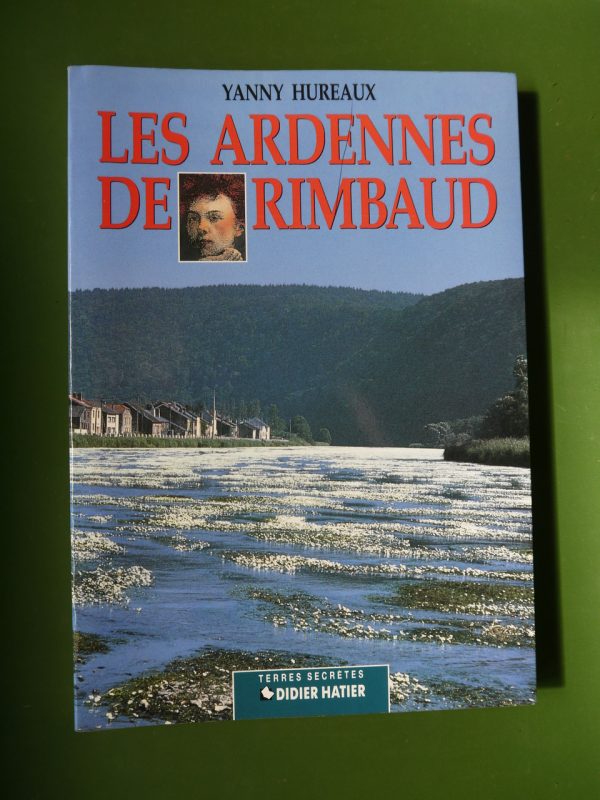 YANNY HUREAUX
LES ARDENNES
DE RIMBAUD
TERRES SECRÈTES
DIDIER HATIER